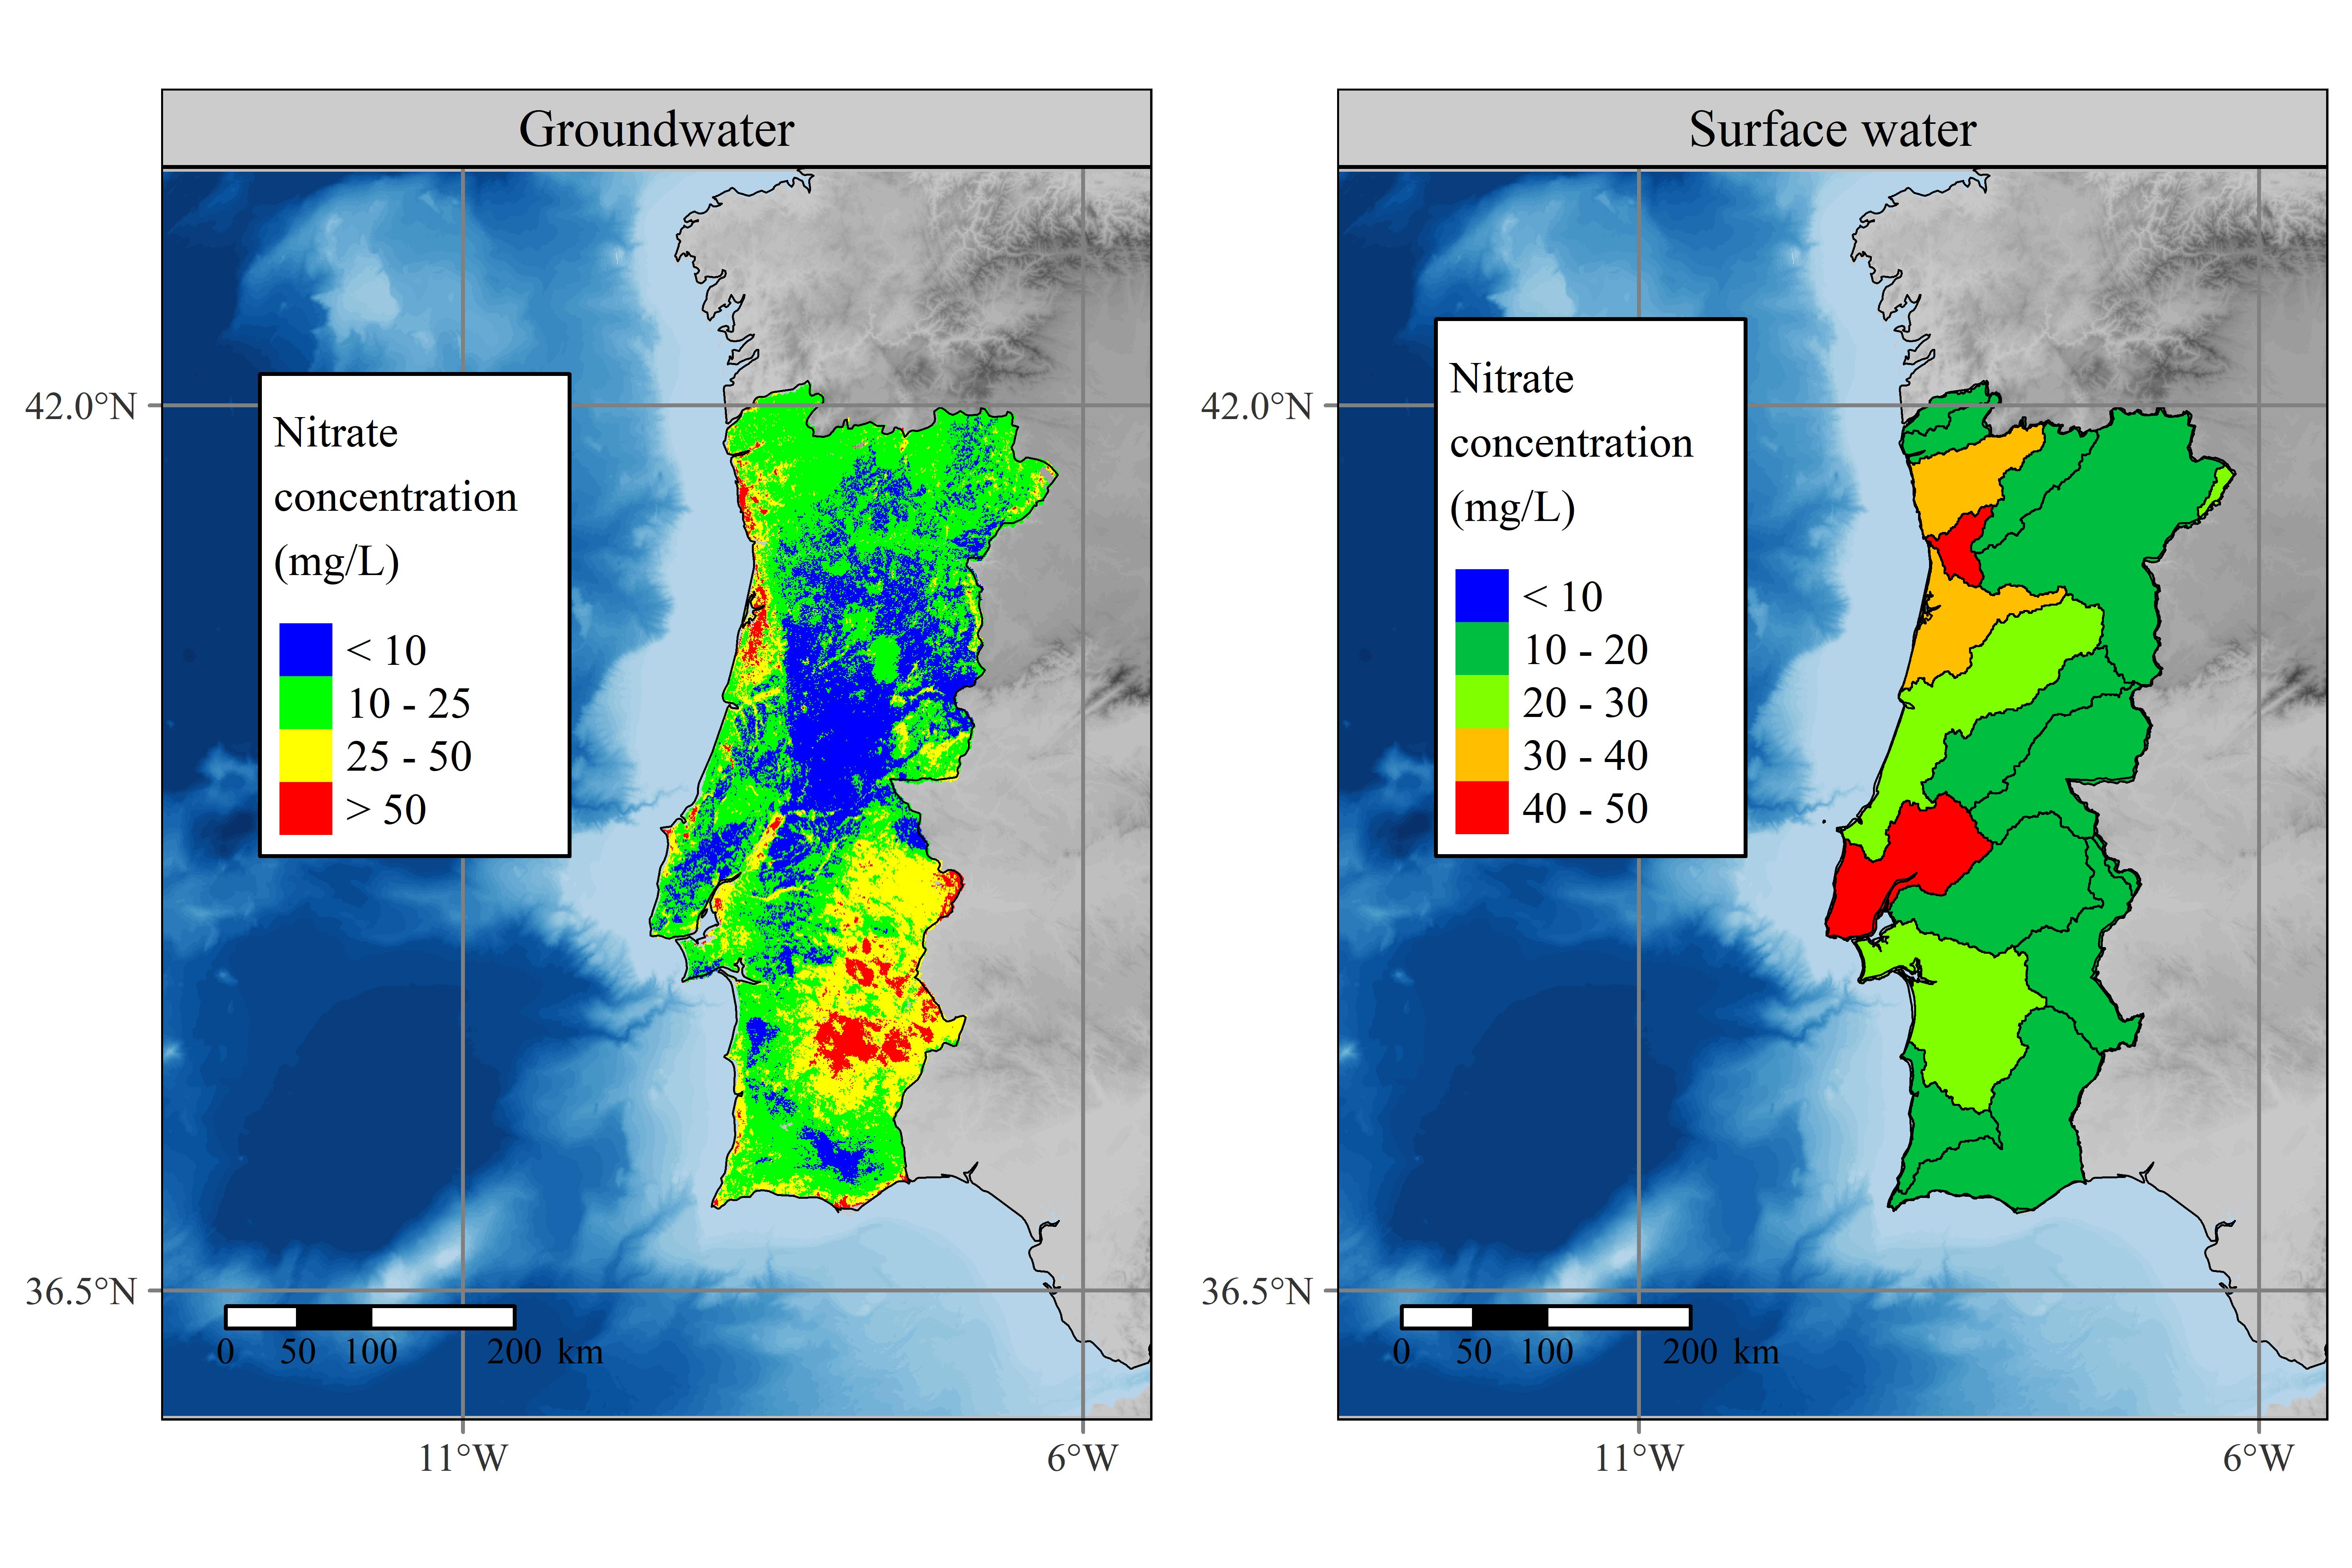 Groundwater
Nitrate
concentration
(mg/L)
< 10
10 - 25
25 - 50
> 50
42.0°N
36.5°N
0 50 100 200 km
11°W 6°W
Surface water
Nitrate
concentration
(mg/L)
< 10
10 - 20
20 - 30
30 - 40
40 - 50
42.0°N
36.5°N
0 50 100 200 km
11°W 6°W